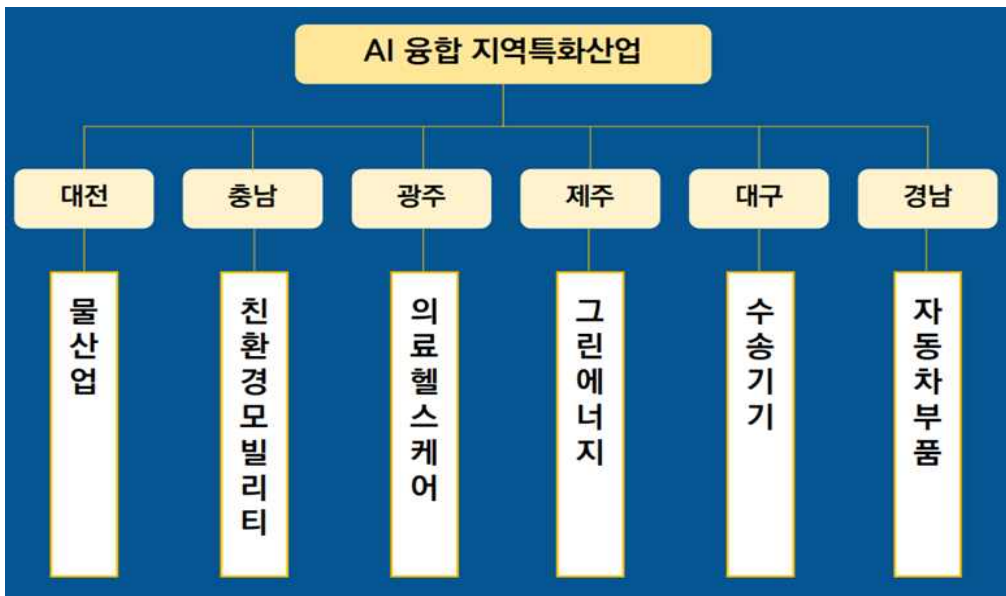 AI 융합 지역특화산업
대전
충남
광주
제주
대구
경남
물산업
친환경모빌리티
의료헬스케어
그린에너지
수송기기
자동차부품